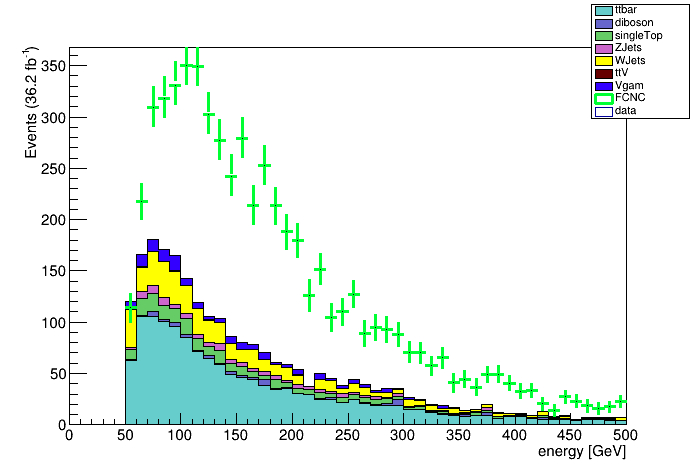 ttbar
diboson
singleTop
ZJets
WJets
ttV
Vgam
FCNC
data
Events (36.2 fb⁻¹)
350
300
250
200
150
100
50
0
0 50 100 150 200 250 300 350 400 450 500
energy [GeV]